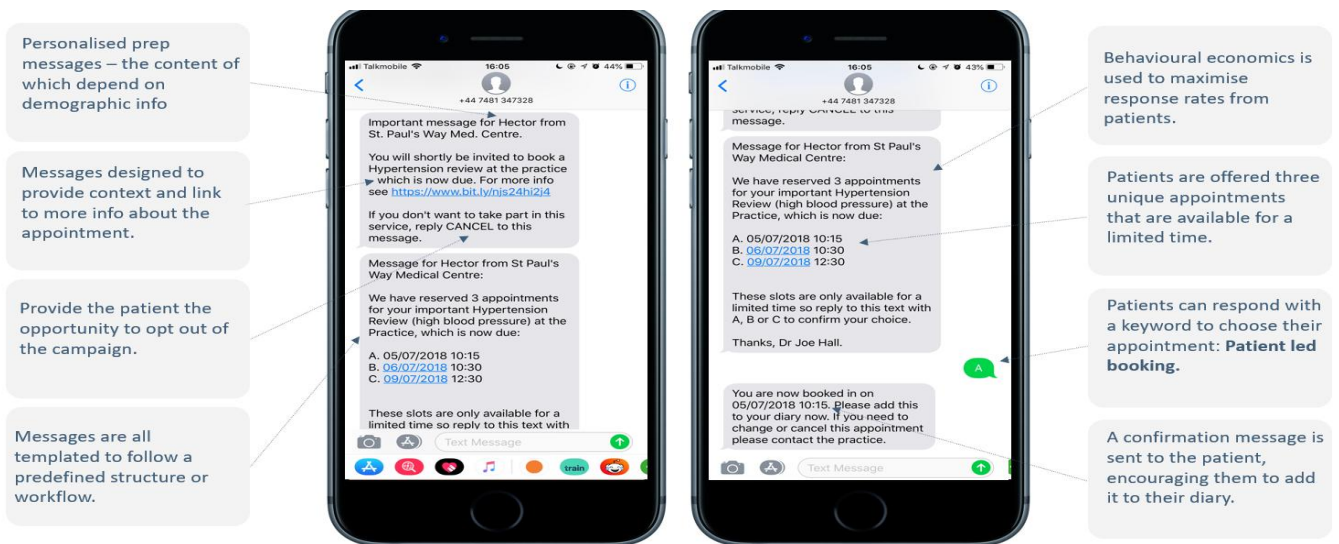 Personalised prep
messages – the content of
which depend on
demographic info
Messages designed to
provide context and link
to more info about the
appointment.
Provide the patient the
opportunity to opt out of
the campaign.
Messages are all
templated to follow a
predefined structure or
workflow.
Talkmobile 16:05 44%
+44 7481 347328
Important message for Hector from
St. Paul's Way Med. Centre.
You will shortly be invited to book a
Hypertension review at the practice
which is now due. For more info
see https://www.bit.ly/njs24hi2j4
If you don't want to take part in this
service, reply CANCEL to this
message.
Message for Hector from St Paul's
Way Medical Centre:
We have reserved 3 appointments
for your important Hypertension
Review (high blood pressure) at the
Practice, which is now due:
A. 05/07/2018 10:15
B. 06/07/2018 10:30
C. 09/07/2018 12:30
These slots are only available for a
limited time so reply to this text with
Text Message
train
Talkmobile 16:05 43%
+44 7481 347328
service, reply CANCEL to this
message.
Message for Hector from St Paul's
Way Medical Centre:
We have reserved 3 appointments
for your important Hypertension
Review (high blood pressure) at the
Practice, which is now due:
A. 05/07/2018 10:15
B. 06/07/2018 10:30
C. 09/07/2018 12:30
These slots are only available for a
limited time so reply to this text with
A, B or C to confirm your choice.
Thanks, Dr Joe Hall.
A
You are now booked in on
05/07/2018 10:15. Please add this
to your diary now. If you need to
change or cancel this appointment
please contact the practice.
Text Message
Behavioural economics is
used to maximise
response rates from
patients.
Patients are offered three
unique appointments
that are available for a
limited time.
Patients can respond with
a keyword to choose their
appointment: Patient led
booking.
A confirmation message is
sent to the patient,
encouraging them to add
it to their diary.